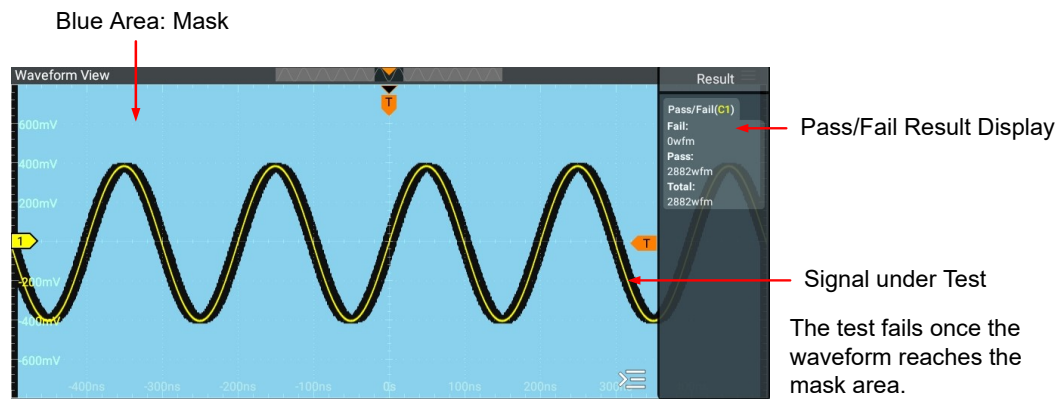 Blue Area: Mask
Waveform View
Result
T
600mV
400mV
200mV
1
-200mV
-400mV
-600mV
T
-400ns
-300ns
-200ns
-100ns
0s
100ns
200ns
Pass/Fail(C1)
Fail:
0wfm
Pass:
2882wfm
Total:
2882wfm
Pass/Fail Result Display
Signal under Test
The test fails once the
waveform reaches the
mask area.